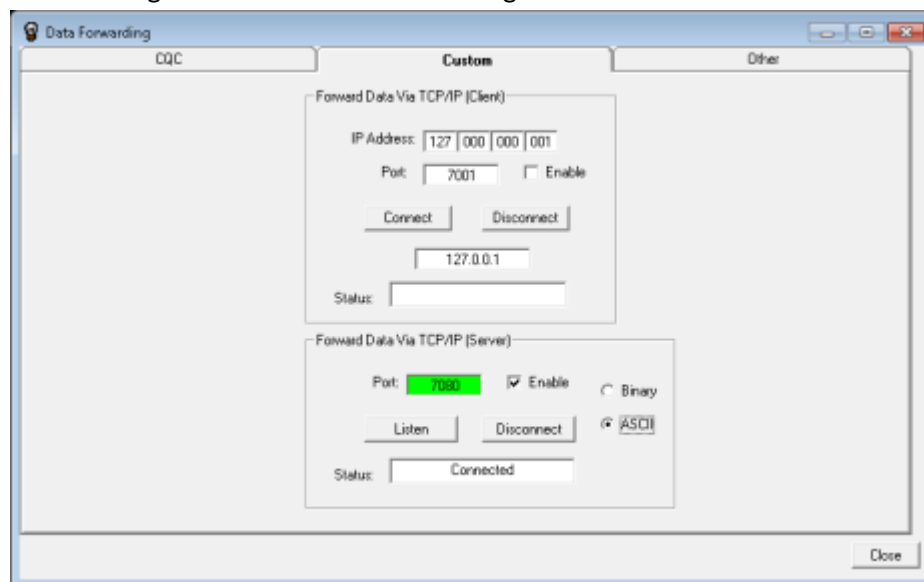 Data Forwarding
CQC Custom Other
Forward Data Via TCP/IP (Client)
IP Address: 127 000 000 001
Port: 7001 Enable
Connect Disconnect
127.0.0.1
Status:
Forward Data Via TCP/IP (Server)
Port: 7080 Enable
Binary
Listen Disconnect ASCII
Status: Connected
Close